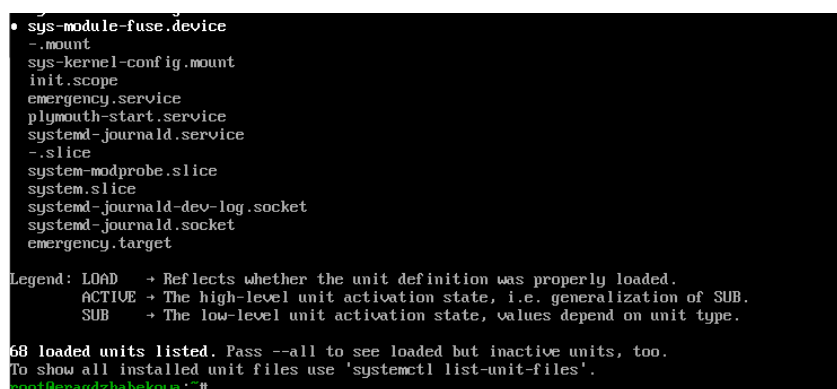 ● sys-module-fuse.device
-.mount
sys-kernel-config.mount
init.scope
emergency.service
plymouth-start.service
systemd-journald.service
-.slice
system-modprobe.slice
system.slice
systemd-journald-dev-log.socket
systemd-journald.socket
emergency.target
Legend: LOAD → Reflects whether the unit definition was properly loaded.
ACTIVE → The high-level unit activation state, i.e. generalization of SUB.
SUB → The low-level unit activation state, values depend on unit type.
68 loaded units listed. Pass --all to see loaded but inactive units, too.
To show all installed unit files use 'systemctl list-unit-files'.
root@eragdzhabekova:~#